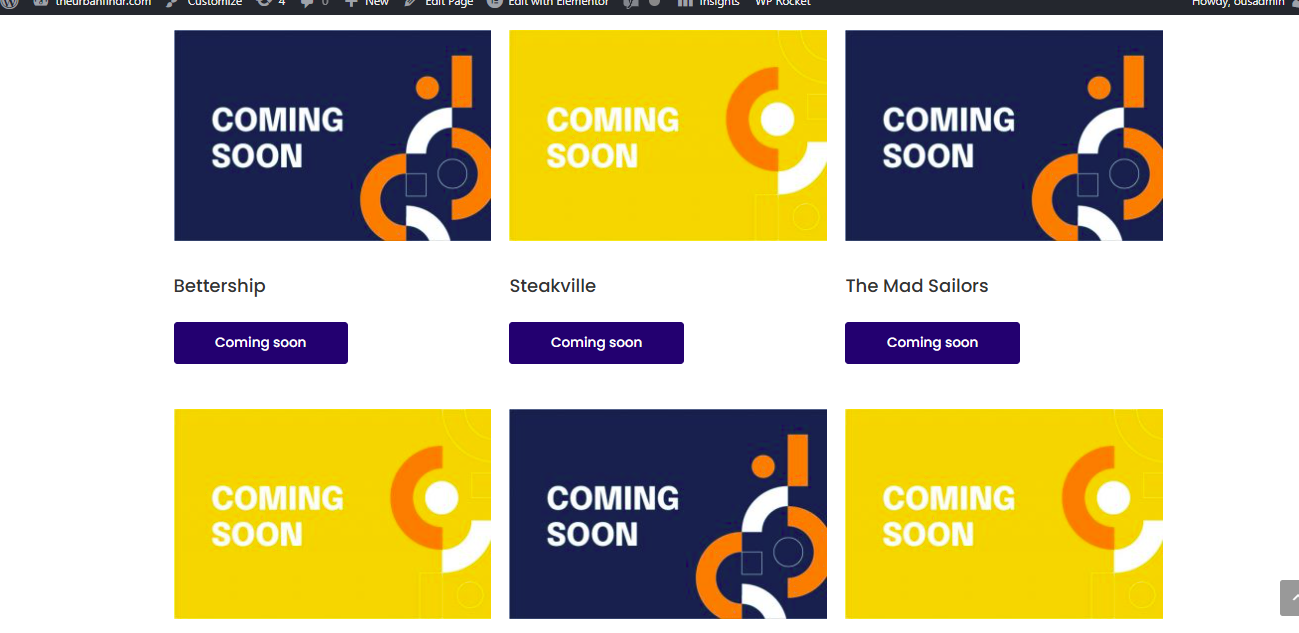 theurbanfindr.com Customize 4 0 New Edit Page Edit with Elementor Insights WP Rocket Howdy, ousadmin
COMING
SOON
COMING
SOON
COMING
SOON
Bettership
Steakville
The Mad Sailors
Coming soon
Coming soon
Coming soon
COMING
SOON
COMING
SOON
COMING
SOON